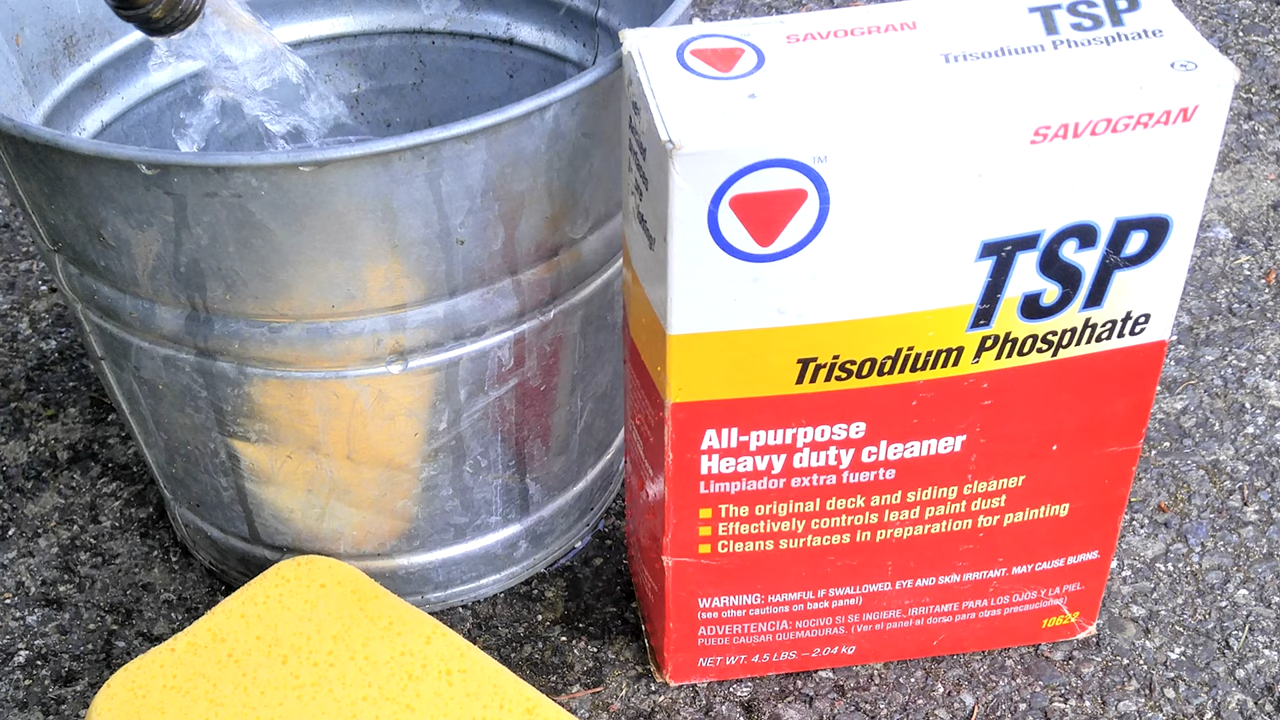 SAVOGRAN
TSP
Trisodium Phosphate
SAVOGRAN
TM
TSP
Trisodium Phosphate
All-purpose
Heavy duty cleaner
Limpiador extra fuerte
The original deck and siding cleaner
Effectively controls lead paint dust
Cleans surfaces in preparation for painting
WARNING: HARMFUL IF SWALLOWED. EYE AND SKIN IRRITANT. MAY CAUSE BURNS.
(see other cautions on back panel)
ADVERTENCIA: NOCIVO SI SE INGIERE, IRRITANTE PARA LOS OJOS Y LA PIEL.
PUEDE CAUSAR QUEMADURAS. (Ver el panel al dorso para otras precauciones)
10622
NET WT. 4.5 LBS. – 2.04 kg